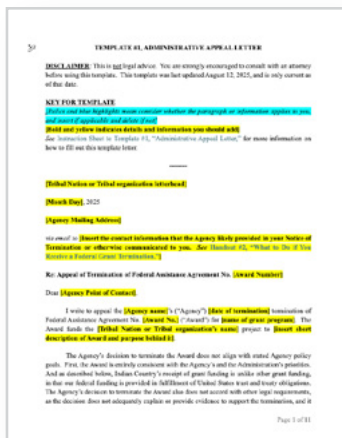 TEMPLATE #1, ADMINISTRATIVE APPEAL LETTER
DISCLAIMER: This is not legal advice. You are strongly encouraged to consult with an attorney
before using this template. This template was last updated August 12, 2025, and is only current as
of that date.
KEY FOR TEMPLATE
[Italics and blue highlights mean consider whether the paragraph or information applies to you,
and insert if applicable and delete if not]
[Bold and yellow indicates details and information you should add]
See Instruction Sheet to Template #1, "Administrative Appeal Letter," for more information on
how to fill out this template letter.
[Tribal Nation or Tribal organization letterhead]
[Month Day], 2025
[Agency Mailing Address]
via email to [Insert the contact information that the Agency likely provided in your Notice of
Termination or otherwise communicated to you. See Handout #2, "What to Do if You
Receive a Federal Grant Termination."]
Re: Appeal of Termination of Federal Assistance Agreement No. [Award Number]
Dear [Agency Point of Contact],
I write to appeal the [Agency name]'s ("Agency") [date of termination] termination of
Federal Assistance Agreement No. [Award No.] ("Award") for [name of grant program]. The
Award funds the [Tribal Nation or Tribal organization's name] project to [insert short
description of Award and purpose behind it].
The Agency's decision to terminate the Award does not align with stated Agency policy
goals. First, the Award is entirely consistent with the Agency's and the Administration's priorities.
And as described below, Indian Country's receipt of grant funding is unlike other grant funding,
in that our federal funding is provided in fulfillment of United States trust and treaty obligations.
The Agency's decision to terminate the Award also does not accord with other legal requirements,
as the decision does not adequately explain or provide evidence to support the termination, and it
Page 1 of 11